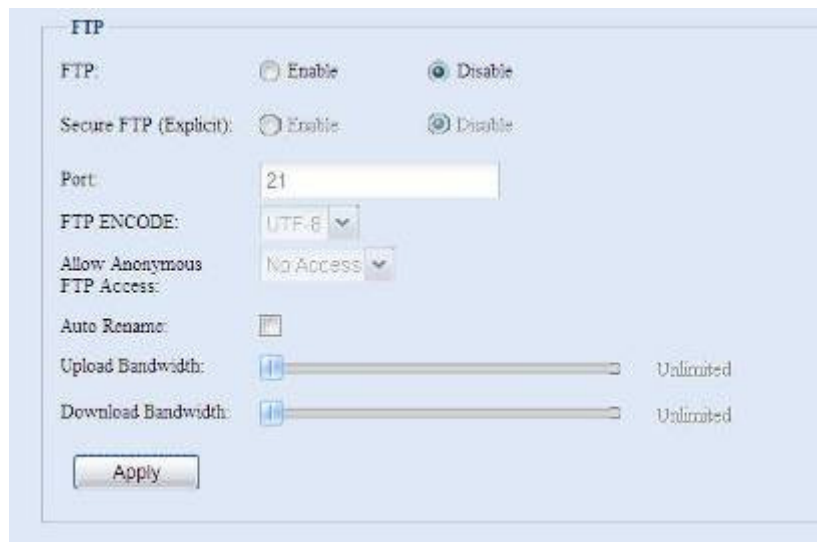 FTP
FTP: Enable Disable
Secure FTP (Explicit): Enable Disable
Port: 21
FTP ENCODE: UTF-8
Allow Anonymous No Access
FTP Access:
Auto Rename:
Upload Bandwidth: Unlimited
Download Bandwidth: Unlimited
Apply